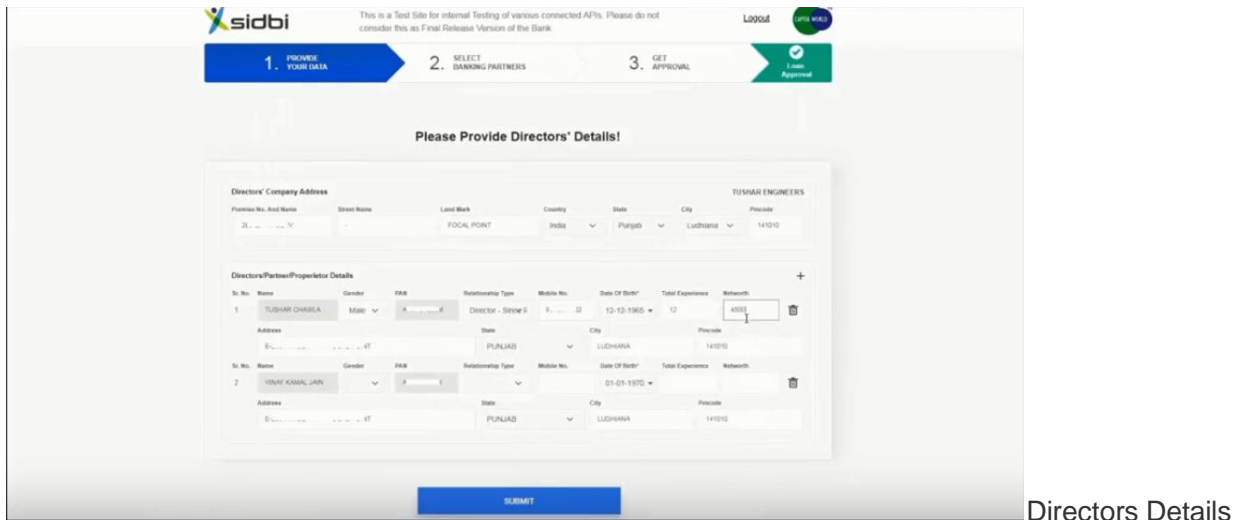 sidbi
This is a Test Site for internal Testing of various connected APIs. Please do not
consider this as Final Release Version of the Bank
Logout
CAPITA WORLD
1. PROVIDE YOUR DATA
2. SELECT BANKING PARTNERS
3. GET APPROVAL
Loan Approval
Please Provide Directors' Details!
Directors' Company Address TUSHAR ENGINEERS
Premise No. And Name Street Name Land Mark Country State City Pincode
- FOCAL POINT India Punjab Ludhiana 141010
Directors/Partner/Properietor Details +
Sr. No. Name Gender PAN Relationship Type Mobile No. Date Of Birth* Total Experience Networth
1 TUSHAR Male Director - Since 12-12-1965 12
Address State City Pincode
PUNJAB LUDHIANA 141010
Sr. No. Name Gender PAN Relationship Type Mobile No. Date Of Birth* Total Experience Networth
2 VINAY KAMAL JAIN 01-01-1970
Address State City Pincode
PUNJAB LUDHIANA 141010
SUBMIT
Directors Details